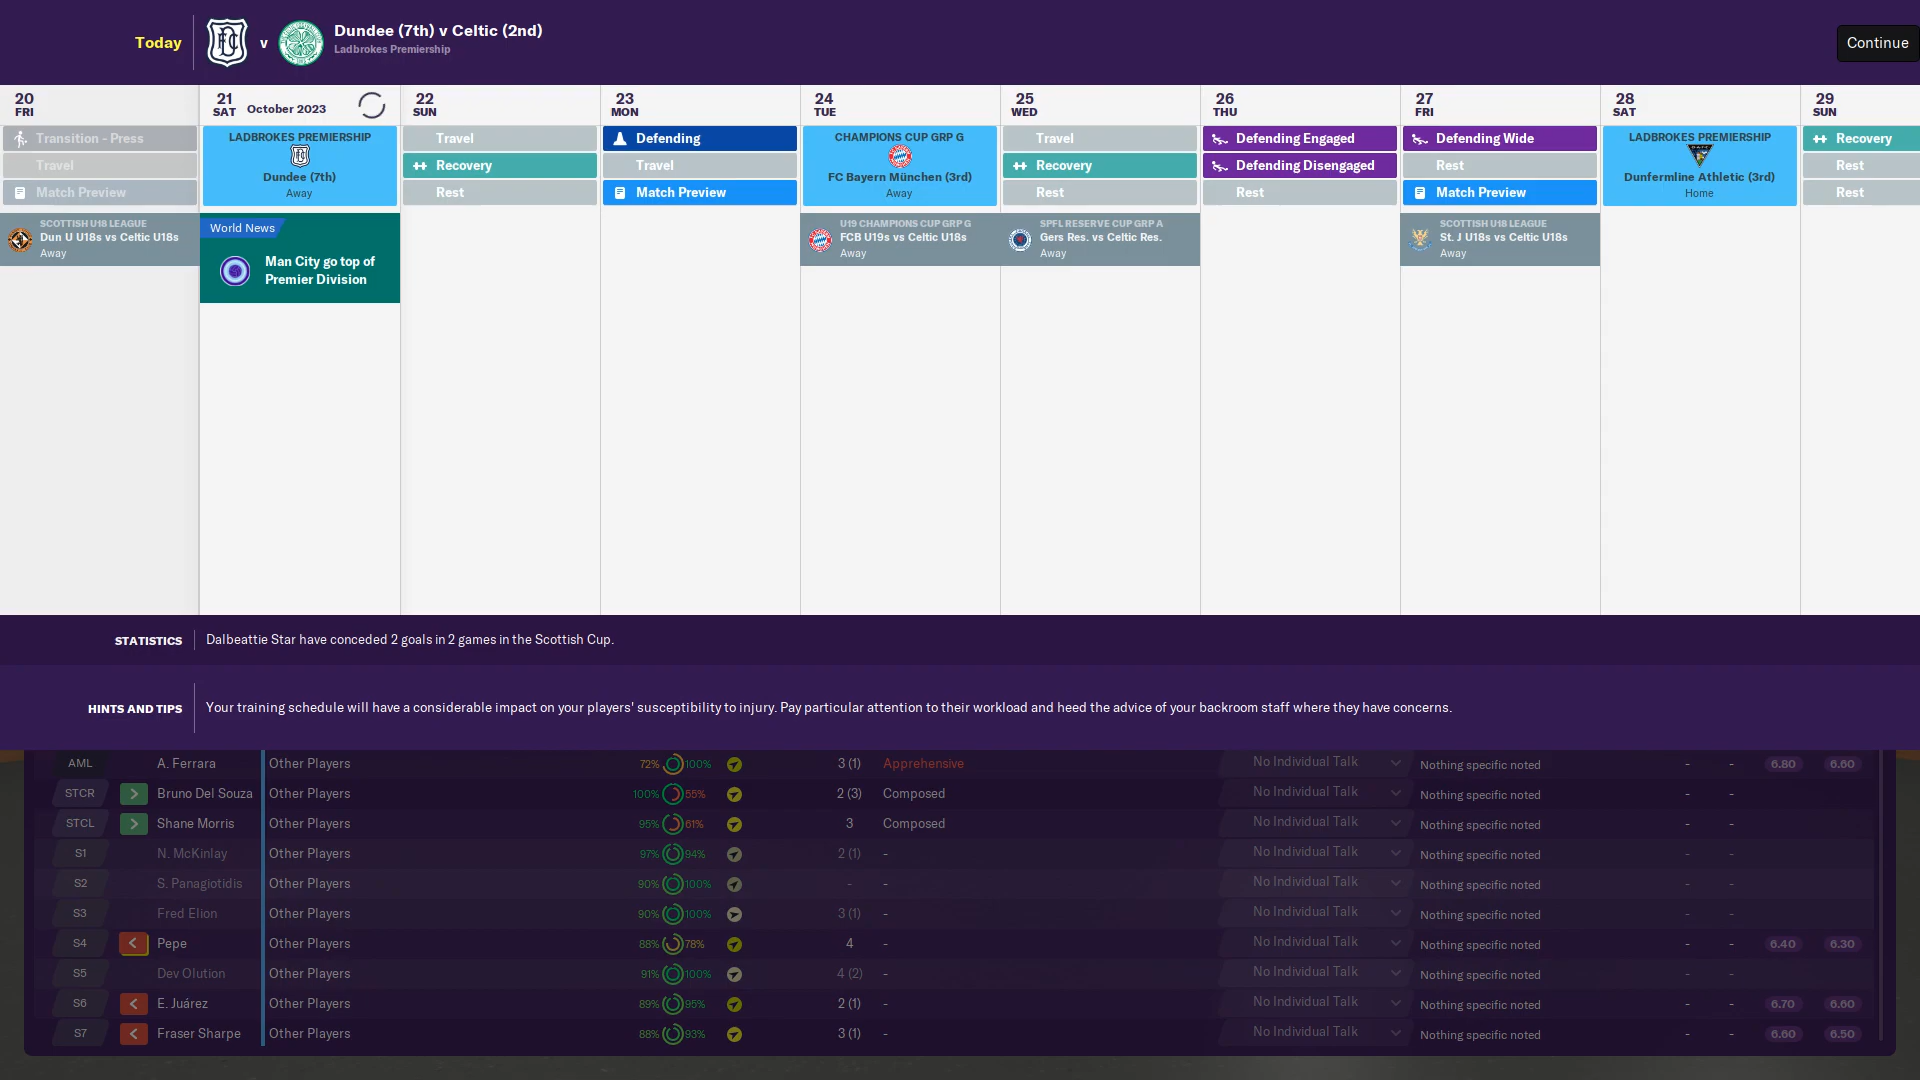 Today
v
Dundee (7th) v Celtic (2nd)
Ladbrokes Premiership
Continue
20
FRI
21
SAT
October 2023
22
SUN
23
MON
24
TUE
25
WED
26
THU
27
FRI
28
SAT
29
SUN
Transition - Press
Travel
Match Preview
SCOTTISH U18 LEAGUE
Dun U U18s vs Celtic U18s
Away
LADBROKES PREMIERSHIP
Dundee (7th)
Away
World News
Man City go top of
Premier Division
Travel
Recovery
Rest
Defending
Travel
Match Preview
CHAMPIONS CUP GRP G
FC Bayern München (3rd)
Away
U19 CHAMPIONS CUP GRP G
FCB U19s vs Celtic U18s
Away
Travel
Recovery
Rest
SPFL RESERVE CUP GRP A
Gers Res. vs Celtic Res.
Away
Defending Engaged
Defending Disengaged
Rest
Defending Wide
Rest
Match Preview
SCOTTISH U18 LEAGUE
St. J U18s vs Celtic U18s
Away
LADBROKES PREMIERSHIP
Dunfermline Athletic (3rd)
Home
Recovery
Rest
Rest
STATISTICS
Dalbeattie Star have conceded 2 goals in 2 games in the Scottish Cup.
HINTS AND TIPS
Your training schedule will have a considerable impact on your players' susceptibility to injury. Pay particular attention to their workload and heed the advice of your backroom staff where they have concerns.
AML A. Ferrara Other Players 72% 100% 3 (1) Apprehensive No Individual Talk Nothing specific noted - - 6.80 6.60
STCR Bruno Del Souza Other Players 100% 55% 2 (3) Composed No Individual Talk Nothing specific noted - -
STCL Shane Morris Other Players 95% 61% 3 Composed No Individual Talk Nothing specific noted - -
S1 N. McKinlay Other Players 97% 94% 2 (1) - No Individual Talk Nothing specific noted - -
S2 S. Panagiotidis Other Players 90% 100% - - No Individual Talk Nothing specific noted - -
S3 Fred Elion Other Players 90% 100% 3 (1) - No Individual Talk Nothing specific noted - -
S4 Pepe Other Players 88% 78% 4 - No Individual Talk Nothing specific noted - - 6.40 6.30
S5 Dev Olution Other Players 91% 100% 4 (2) - No Individual Talk Nothing specific noted - -
S6 E. Juárez Other Players 89% 95% 2 (1) - No Individual Talk Nothing specific noted - - 6.70 6.60
S7 Fraser Sharpe Other Players 88% 93% 3 (1) - No Individual Talk Nothing specific noted - - 6.60 6.50